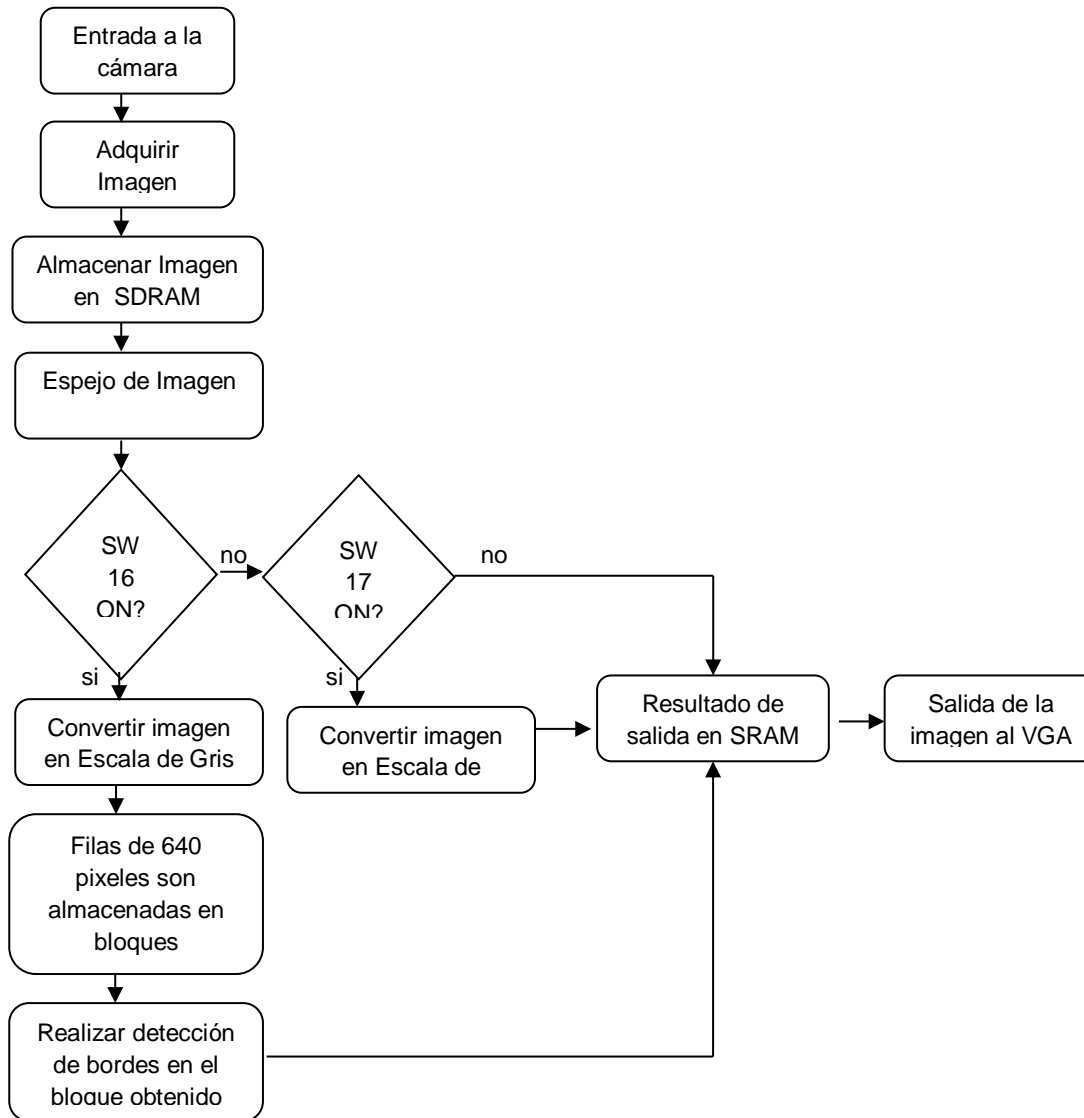 Entrada a la
cámara
Adquirir
Imagen
Almacenar Imagen
en SDRAM
Espejo de Imagen
SW
16
ON?
no
si
SW
17
ON?
no
si
Convertir imagen
en Escala de Gris
Convertir imagen
en Escala de
Resultado de
salida en SRAM
Salida de la
imagen al VGA
Filas de 640
pixeles son
almacenadas en
bloques
Realizar detección
de bordes en el
bloque obtenido